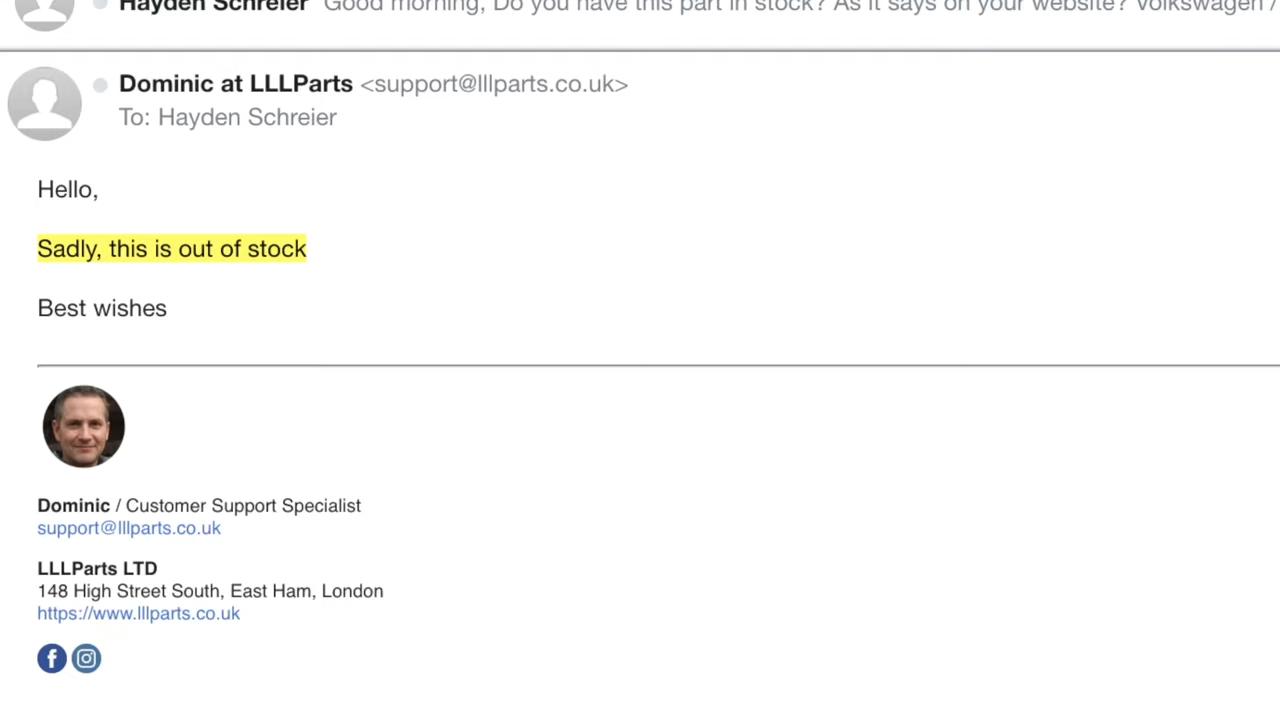 Hayden Schreier Good morning, Do you have this part in stock? As it says on your website? Volkswagen /
Dominic at LLLParts <support@lllparts.co.uk>
To: Hayden Schreier
Hello,
Sadly, this is out of stock
Best wishes
Dominic / Customer Support Specialist
support@lllparts.co.uk
LLLParts LTD
148 High Street South, East Ham, London
https://www.lllparts.co.uk